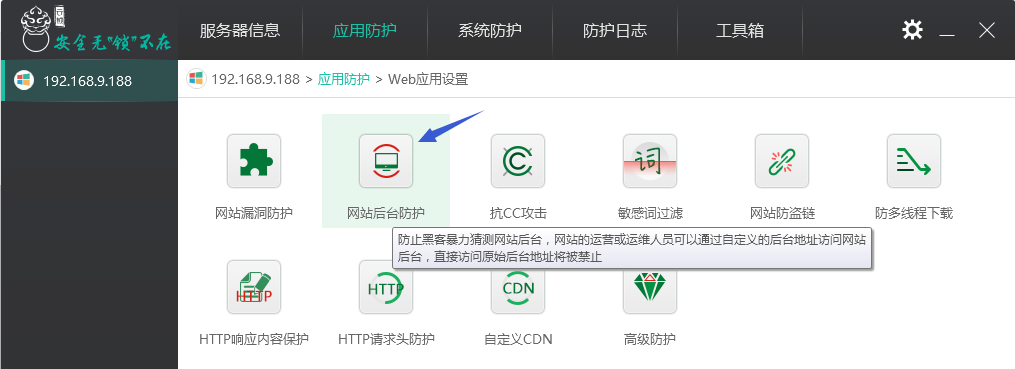 云锁
安全无"锁"不在
服务器信息
应用防护
系统防护
防护日志
工具箱
192.168.9.188
192.168.9.188 > 应用防护 > Web应用设置
网站漏洞防护
网站后台防护
抗CC攻击
词
敏感词过滤
网站防盗链
防多线程下载
防止黑客暴力猜测网站后台，网站的运营或运维人员可以通过自定义的后台地址访问网站
后台，直接访问原始后台地址将被禁止
HTTP
HTTP响应内容保护
HTTP
HTTP请求头防护
CDN
自定义CDN
高级防护